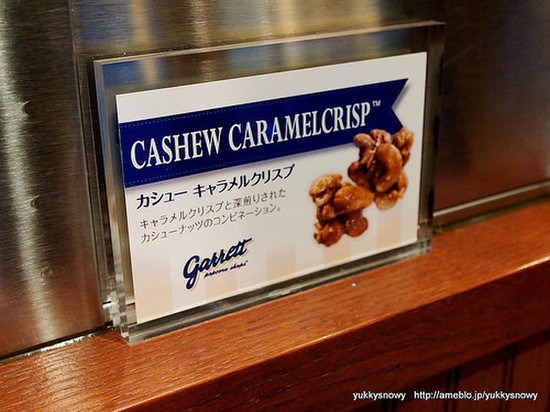 CASHEW CARAMELCRISP™
カシュー キャラメルクリスプ
キャラメルクリスプと深煎りされた
カシューナッツのコンビネーション。
Garrett
popcorn shops
yukkysnowy http://ameblo.jp/yukkysnowy